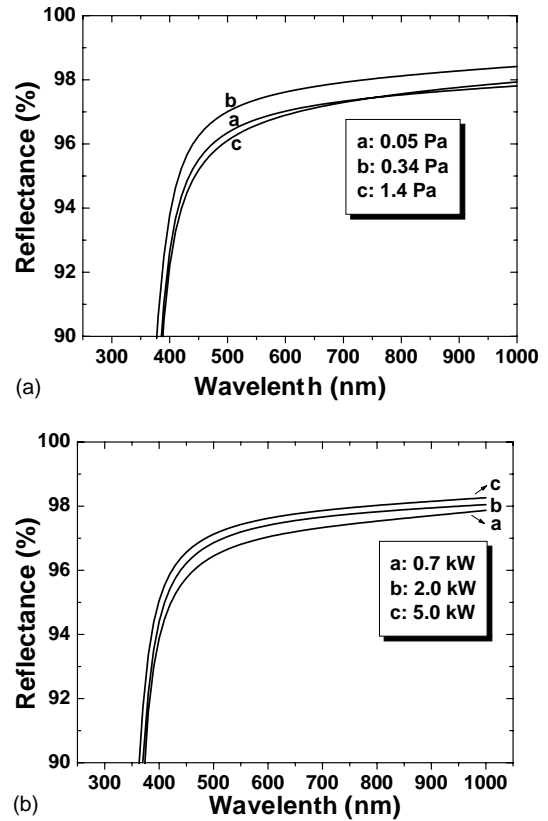 100
98
96
94
92
90
Reflectance (%)
b
a
c
a: 0.05 Pa
b: 0.34 Pa
c: 1.4 Pa
300 400 500 600 700 800 900 1000
(a)
Wavelenth (nm)
100
98
96
94
92
90
Reflectance (%)
c
b
a
a: 0.7 kW
b: 2.0 kW
c: 5.0 kW
300 400 500 600 700 800 900 1000
(b)
Wavelenth (nm)